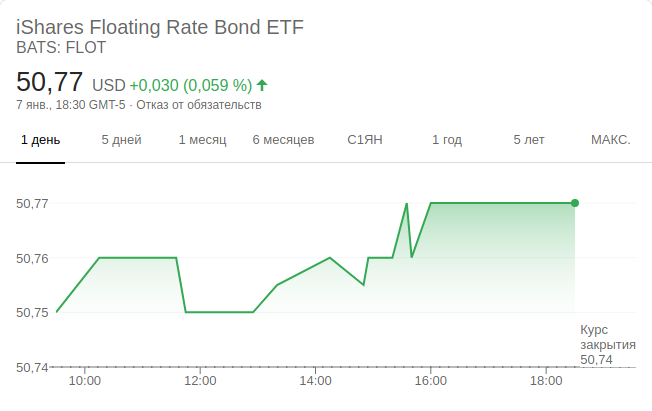 iShares Floating Rate Bond ETF
BATS: FLOT
50,77 USD +0,030 (0,059 %)
7 янв., 18:30 GMT-5 · Отказ от обязательств
1 день 5 дней 1 месяц 6 месяцев С1ЯН 1 год 5 лет МАКС.
50,77
50,76
50,75
Курс
закрытия
50,74
50,74
10:00 12:00 14:00 16:00 18:00